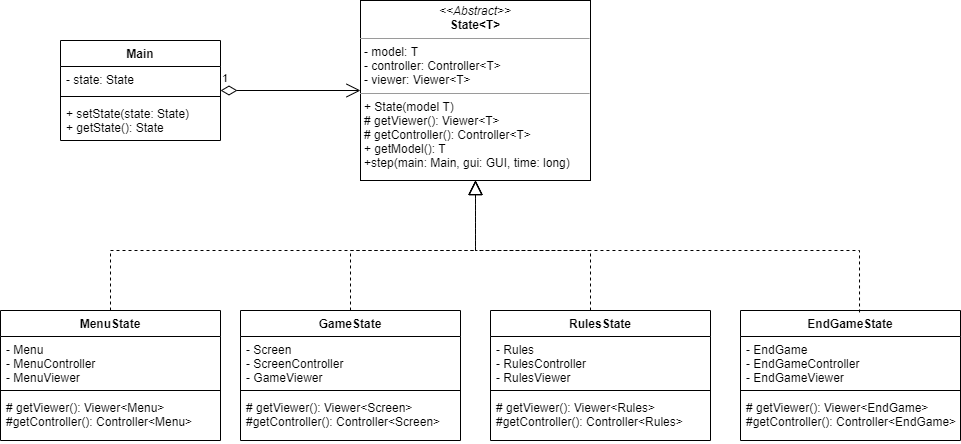 <<Abstract>>
State<T>
- model: T
- controller: Controller<T>
- viewer: Viewer<T>
+ State(model T)
# getViewer(): Viewer<T>
# getController(): Controller<T>
+ getModel(): T
+step(main: Main, gui: GUI, time: long)
Main
- state: State
+ setState(state: State)
+ getState(): State
1
MenuState
- Menu
- MenuController
- MenuViewer
# getViewer(): Viewer<Menu>
#getController(): Controller<Menu>
GameState
- Screen
- ScreenController
- GameViewer
# getViewer(): Viewer<Screen>
#getController(): Controller<Screen>
RulesState
- Rules
- RulesController
- RulesViewer
# getViewer(): Viewer<Rules>
#getController(): Controller<Rules>
EndGameState
- EndGame
- EndGameController
- EndGameViewer
# getViewer(): Viewer<EndGame>
#getController(): Controller<EndGame>